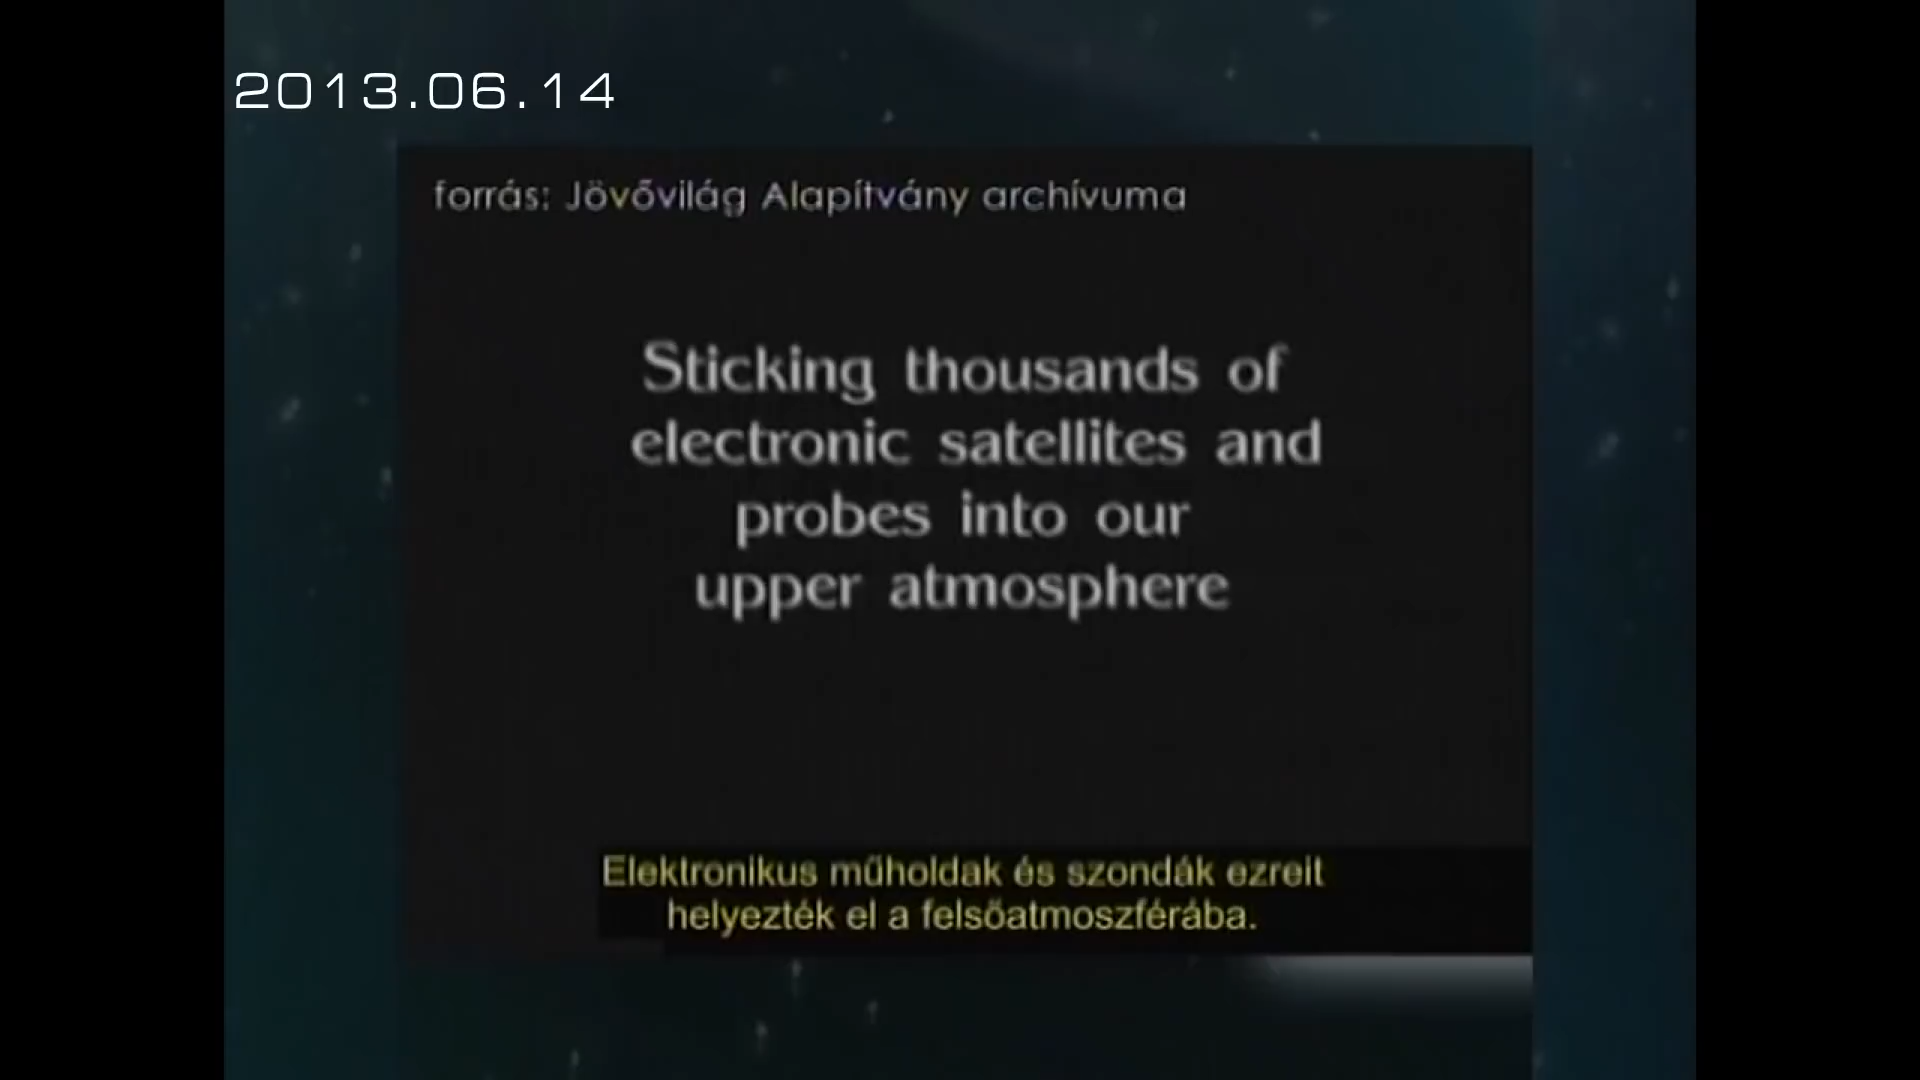 2013.06.14
forrás: Jövővilág Alapítvány archívuma
Sticking thousands of
electronic satellites and
probes into our
upper atmosphere
Elektronikus műholdak és szondák ezreit
helyezték el a felsőatmoszférába.